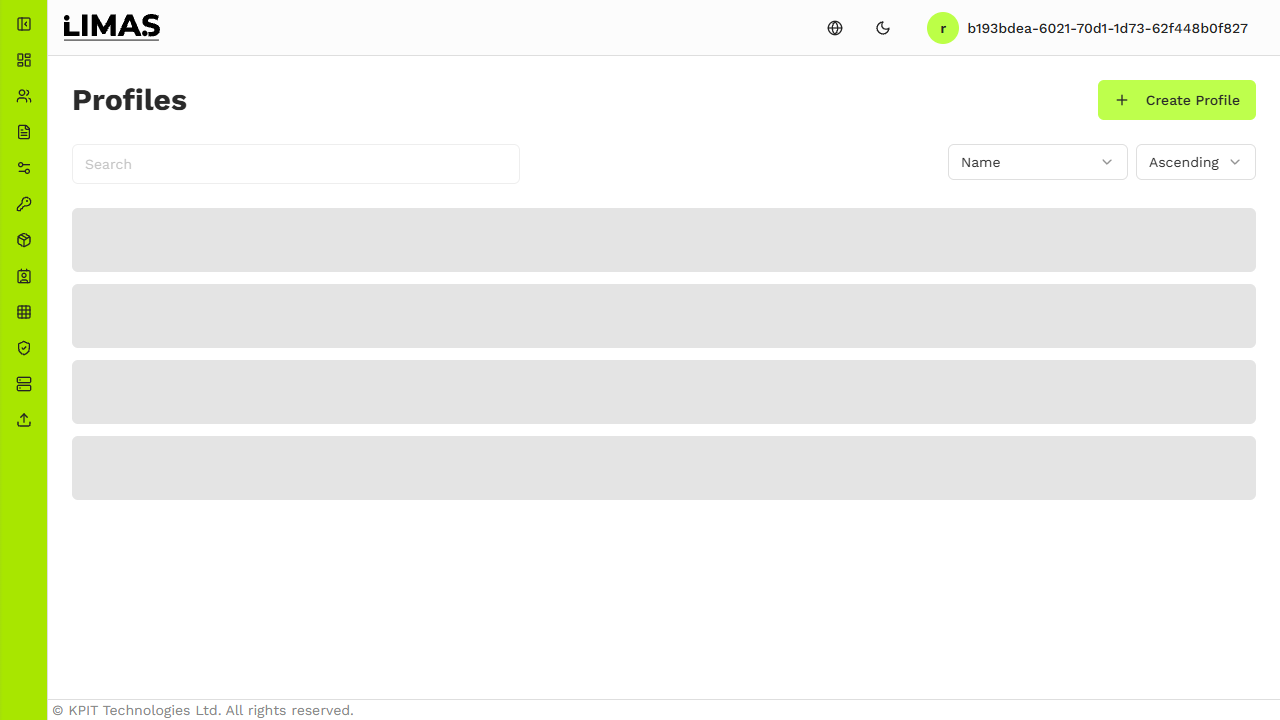 LIMAS
r
b193bdea-6021-70d1-1d73-62f448b0f827
Profiles
Create Profile
Search
Name
Ascending
© KPIT Technologies Ltd. All rights reserved.